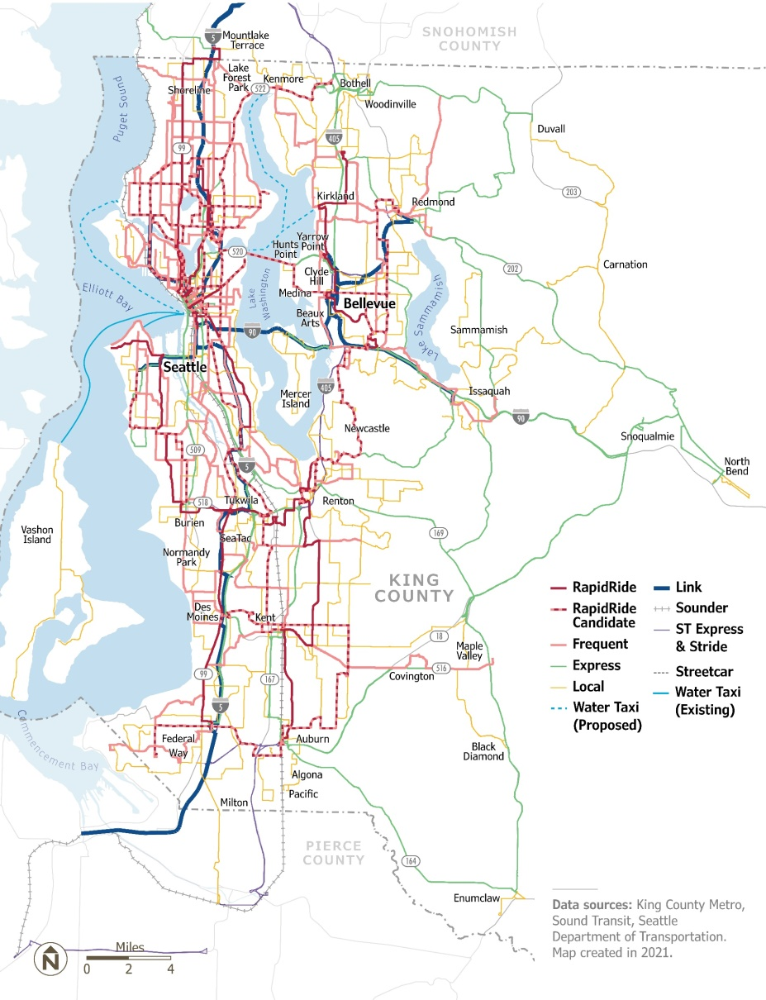 SNOHOMISH
COUNTY
5
Mountlake
Terrace
Lake
Forest
Park
Kenmore
522
Bothell
Shoreline
Woodinville
Puget Sound
405
Duvall
99
203
Kirkland
Redmond
Yarrow
Point
Hunts
Point
520
Carnation
202
Clyde
Hill
Elliott Bay
Lake
Washington
Medina
Bellevue
Lake Sammamish
Beaux
Arts
90
Sammamish
Seattle
405
Issaquah
Mercer
Island
90
Newcastle
Snoqualmie
509
North
Bend
5
518
Tukwila
Renton
Burien
Vashon
Island
SeaTac
169
Normandy
Park
KING
COUNTY
Des
Moines
Kent
18
Maple
Valley
99
167
516
Covington
5
Commencement Bay
Federal
Way
Auburn
Black
Diamond
Algona
Pacific
Milton
PIERCE
COUNTY
164
Enumclaw
RapidRide
RapidRide
Candidate
Frequent
Express
Local
Water Taxi
(Proposed)
Link
Sounder
ST Express
& Stride
Streetcar
Water Taxi
(Existing)
Data sources: King County Metro,
Sound Transit, Seattle
Department of Transportation.
Map created in 2021.
N
Miles
0 2 4